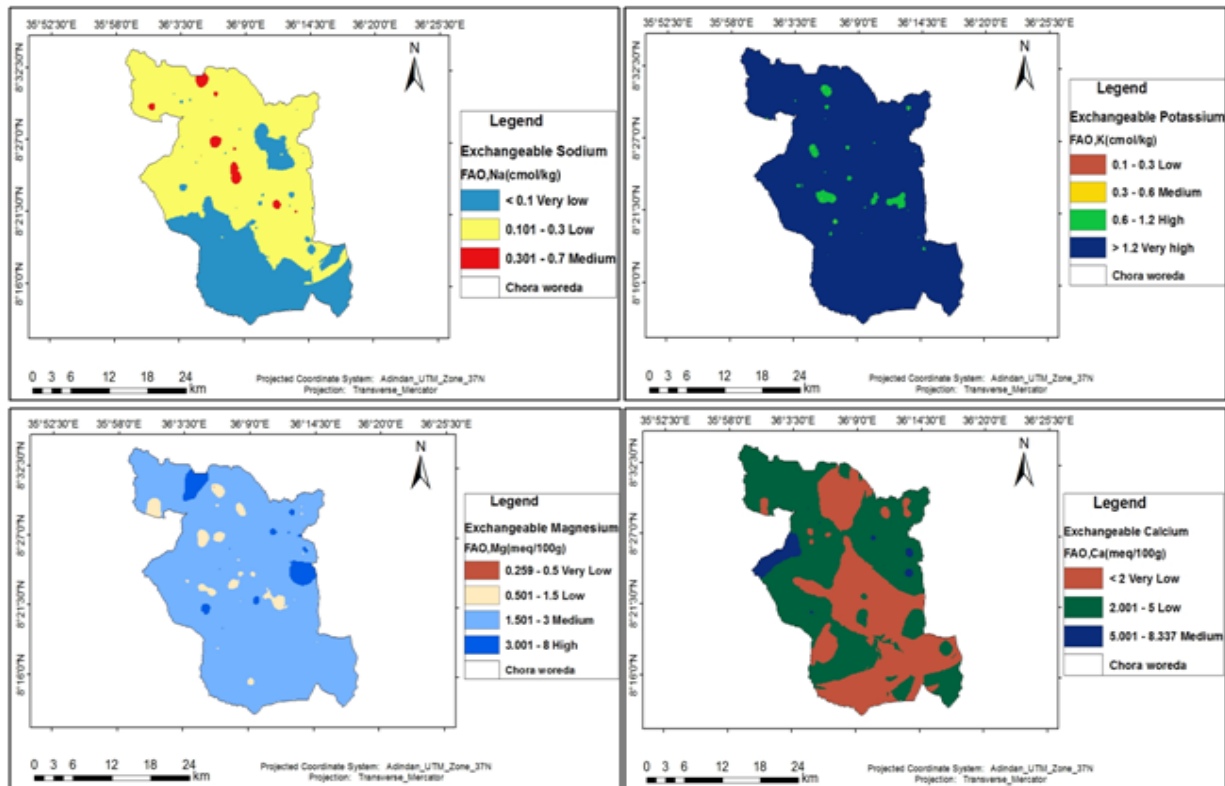 35°52'30"E 35°58'0"E 36°3'30"E 36°9'0"E 36°14'30"E 36°20'0"E 36°25'30"E
8°32'30"N
8°27'0"N
8°21'30"N
8°16'0"N
N
Legend
Exchangeable Sodium
FAO,Na(cmol/kg)
< 0.1 Very low
0.101 - 0.3 Low
0.301 - 0.7 Medium
Chora woreda
0 3 6 12 18 24
km
Projected Coordinate System: Adindan_UTM_Zone_37N
Projection: Transverse_Mercator
35°52'30"E 35°58'0"E 36°3'30"E 36°9'0"E 36°14'30"E 36°20'0"E 36°25'30"E
8°32'30"N
8°27'0"N
8°21'30"N
8°16'0"N
N
Legend
Exchangeable Potassium
FAO,K(cmol/kg)
0.1 - 0.3 Low
0.3 - 0.6 Medium
0.6 - 1.2 High
> 1.2 Very high
Chora woreda
0 3 6 12 18 24
km
Projected Coordinate System: Adindan_UTM_Zone_37N
Projection: Transverse_Mercator
35°52'30"E 35°58'0"E 36°3'30"E 36°9'0"E 36°14'30"E 36°20'0"E 36°25'30"E
8°32'30"N
8°27'0"N
8°21'30"N
8°16'0"N
N
Legend
Exchangeable Magnesium
FAO,Mg(meq/100g)
0.259 - 0.5 Very Low
0.501 - 1.5 Low
1.501 - 3 Medium
3.001 - 8 High
Chora woreda
0 3 6 12 18 24
km
Projected Coordinate System: Adindan_UTM_Zone_37N
Projection: Transverse_Mercator
35°52'30"E 35°58'0"E 36°3'30"E 36°9'0"E 36°14'30"E 36°20'0"E 36°25'30"E
8°32'30"N
8°27'0"N
8°21'30"N
8°16'0"N
N
Legend
Exchangeable Calcium
FAO,Ca(meq/100g)
< 2 Very Low
2.001 - 5 Low
5.001 - 8.337 Medium
Chora woreda
0 3 6 12 18 24
km
Projected Coordinate System: Adindan_UTM_Zone_37N
Projection: Transverse_Mercator